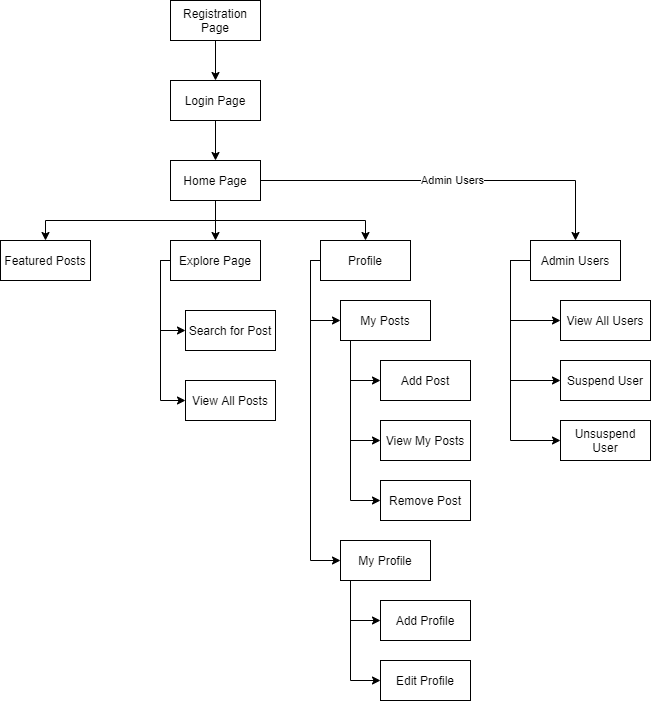 Registration
Page
Login Page
Home Page
Admin Users
Featured Posts
Explore Page
Profile
Admin Users
Search for Post
View All Posts
My Posts
Add Post
View My Posts
Remove Post
My Profile
Add Profile
Edit Profile
View All Users
Suspend User
Unsuspend
User